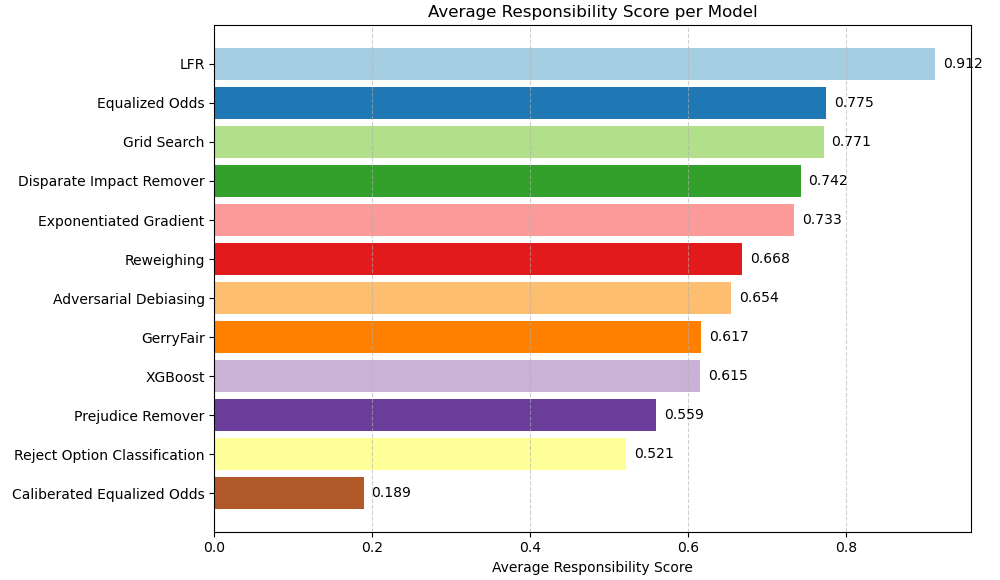 Average Responsibility Score per Model
LFR 0.912
Equalized Odds 0.775
Grid Search 0.771
Disparate Impact Remover 0.742
Exponentiated Gradient 0.733
Reweighing 0.668
Adversarial Debiasing 0.654
GerryFair 0.617
XGBoost 0.615
Prejudice Remover 0.559
Reject Option Classification 0.521
Caliberated Equalized Odds 0.189
0.0 0.2 0.4 0.6 0.8
Average Responsibility Score